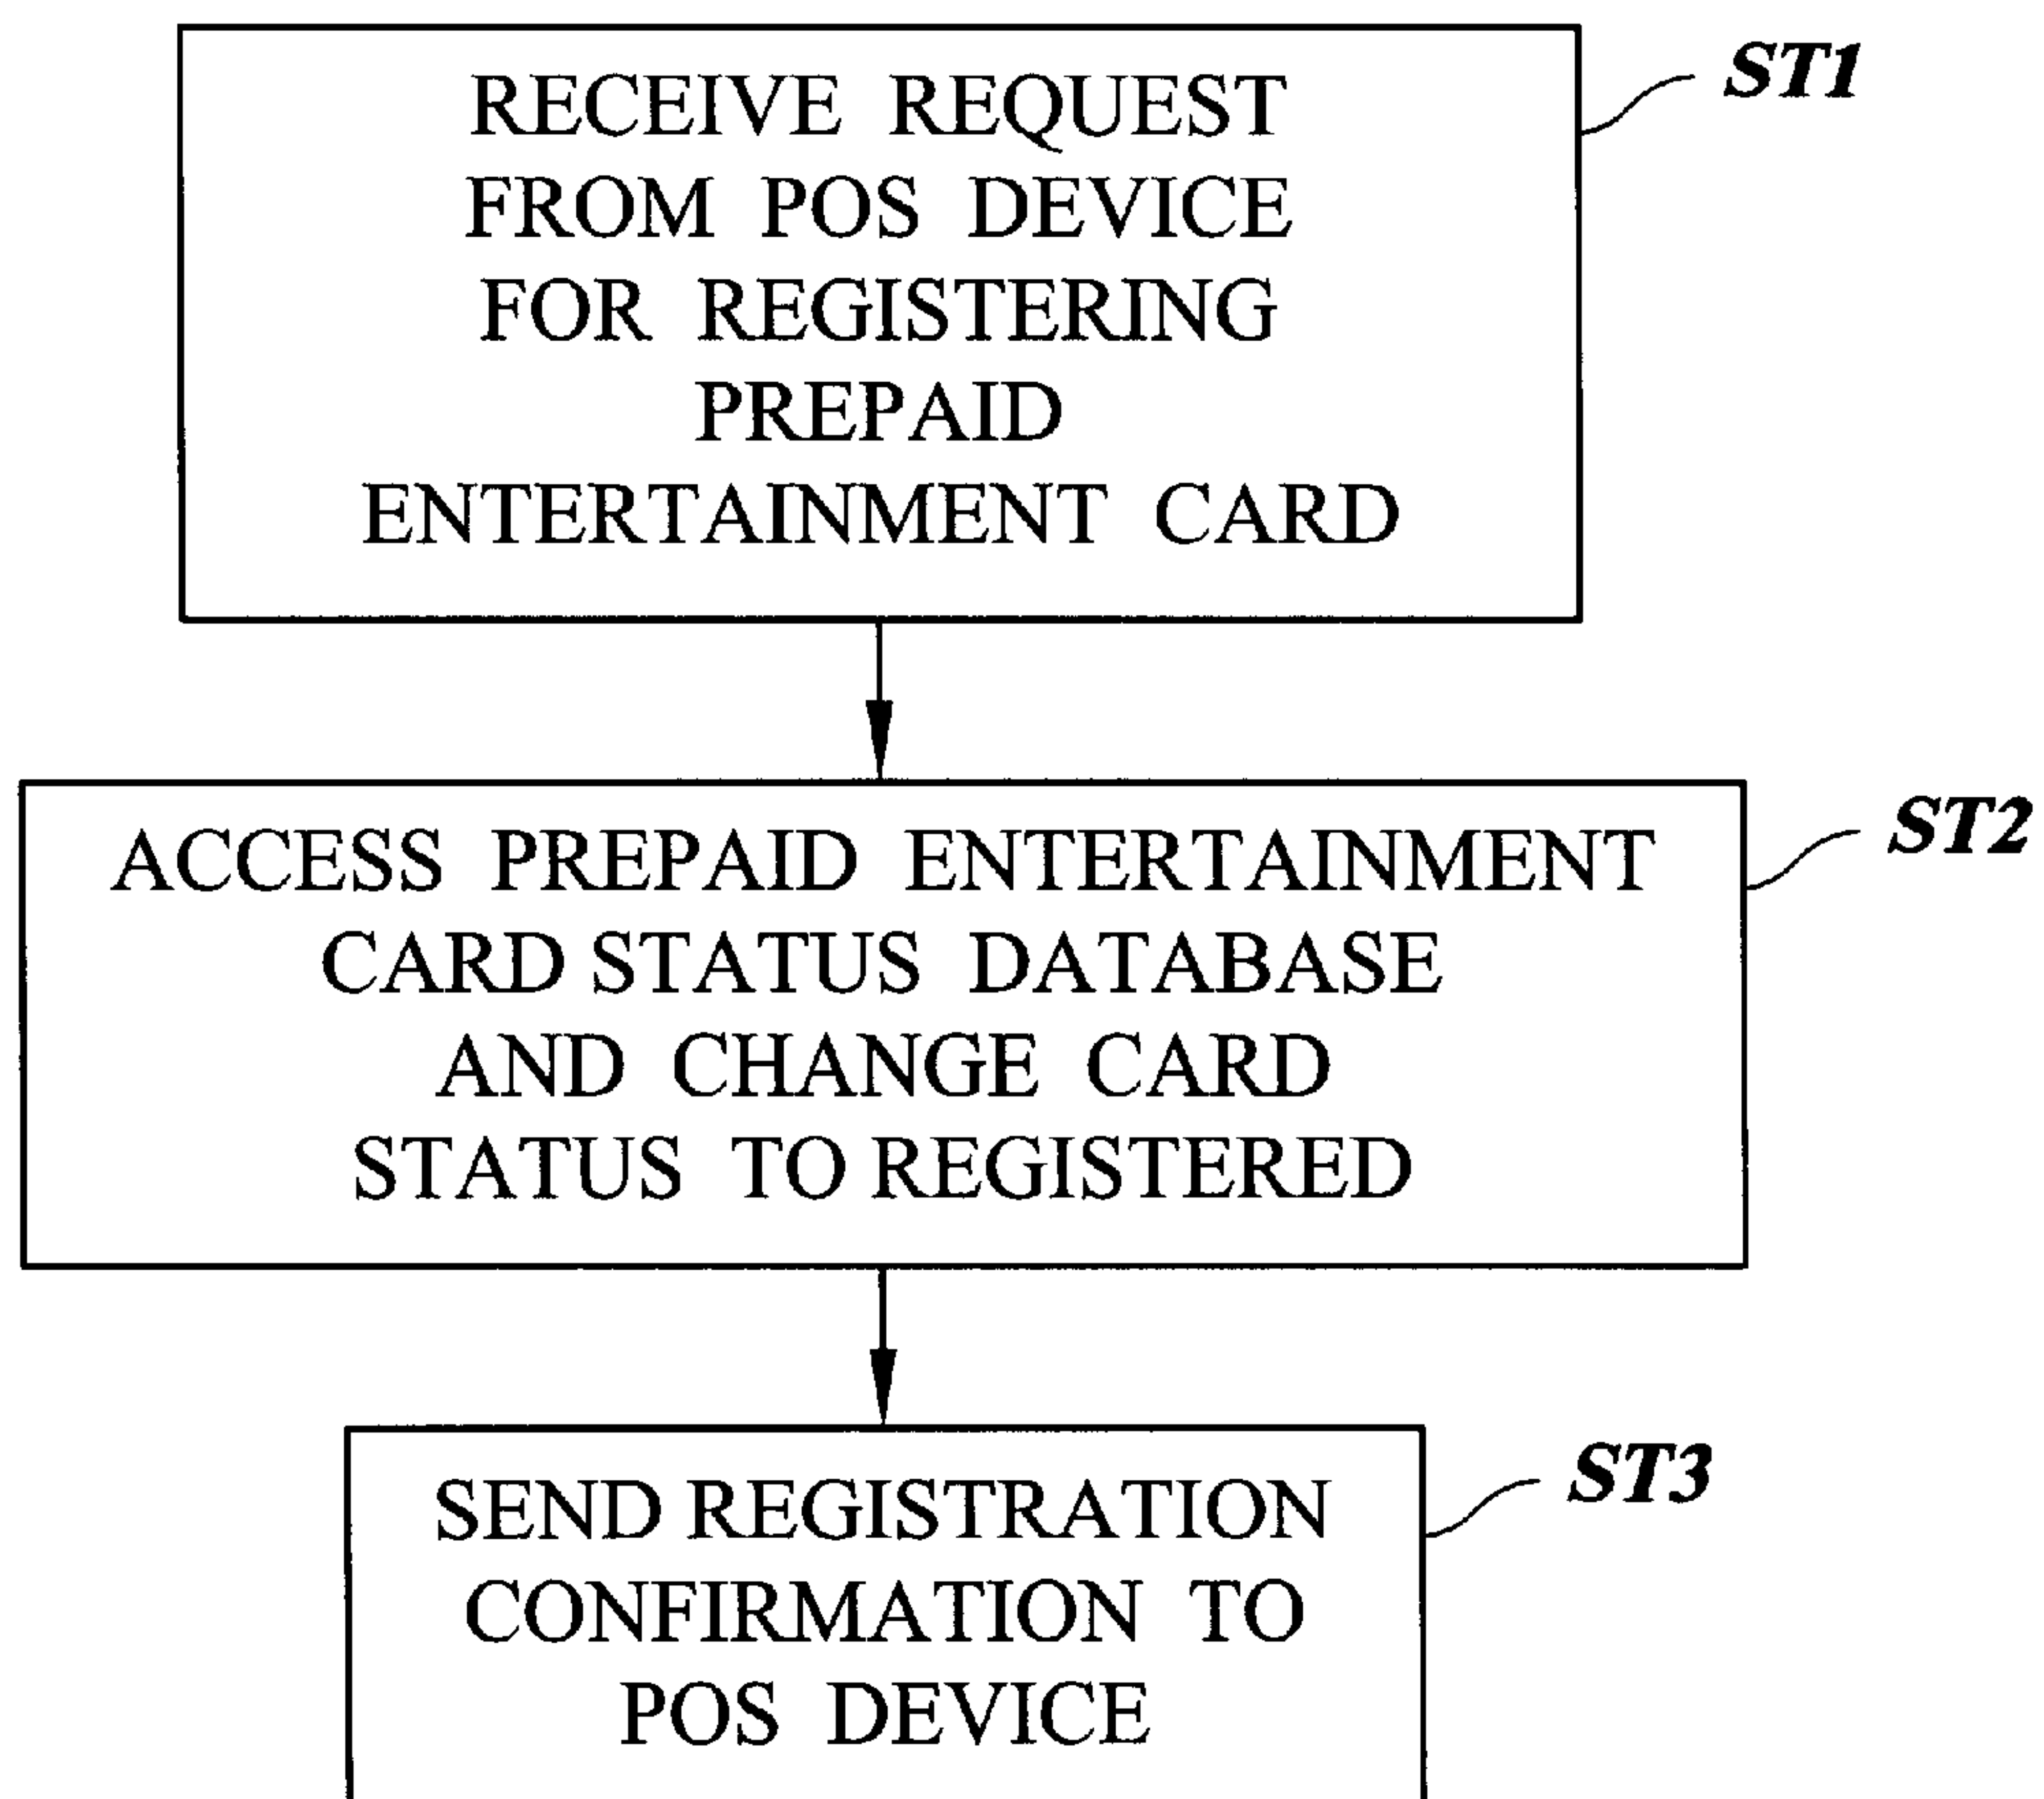 RECEIVE REQUEST
FROM POS DEVICE
FOR REGISTERING
PREPAID
ENTERTAINMENT CARD
ST1
ACCESS PREPAID ENTERTAINMENT
CARD STATUS DATABASE
AND CHANGE CARD
STATUS TO REGISTERED
ST2
SEND REGISTRATION
CONFIRMATION TO
POS DEVICE
ST3